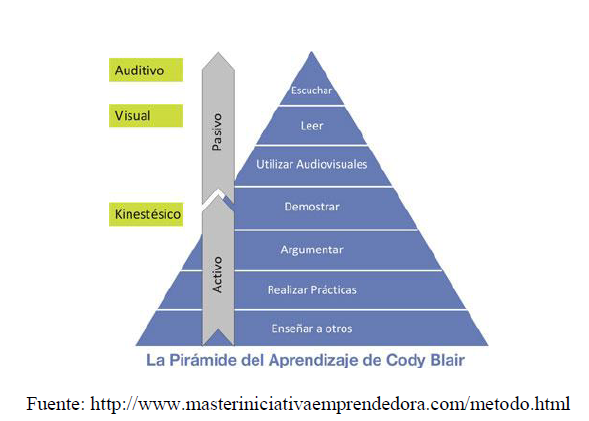 Auditivo
Visual
Kinestésico
Pasivo
Activo
Escuchar
Leer
Utilizar Audiovisuales
Demostrar
Argumentar
Realizar Prácticas
Enseñar a otros
La Pirámide del Aprendizaje de Cody Blair
Fuente: http://www.masteriniciativaemprendedora.com/metodo.html